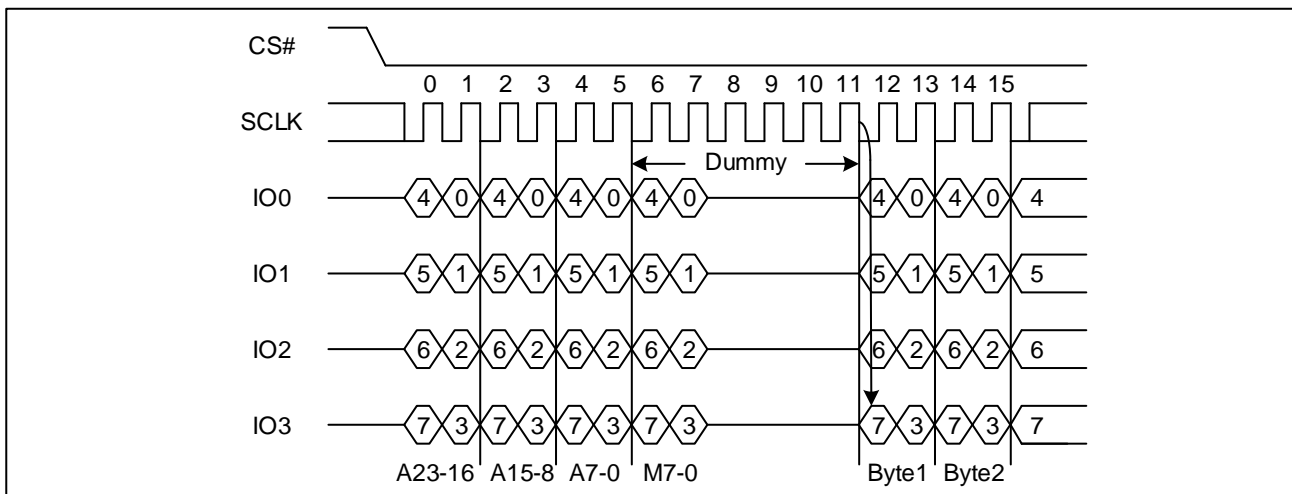 CS#
0 1 2 3 4 5 6 7 8 9 10 11 12 13 14 15
SCLK
Dummy
IO0 4 0 4 0 4 0 4 0 4 0 4 0 4
IO1 5 1 5 1 5 1 5 1 5 1 5 1 5
IO2 6 2 6 2 6 2 6 2 6 2 6 2 6
IO3 7 3 7 3 7 3 7 3 7 3 7 3 7
A23-16 A15-8 A7-0 M7-0 Byte1 Byte2